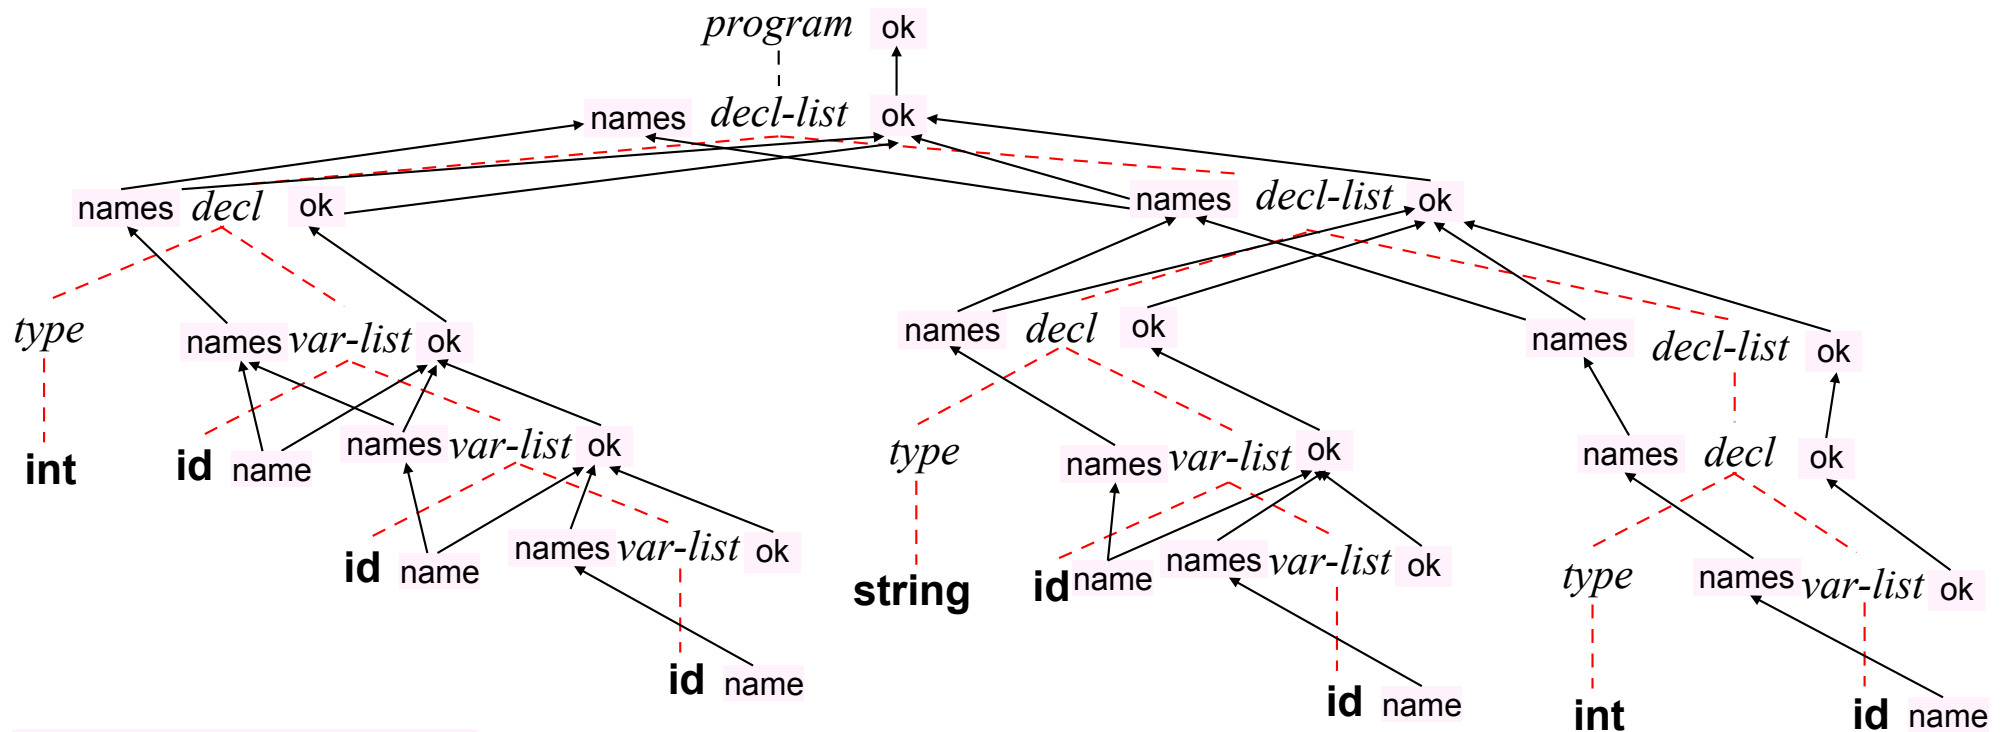 program ok
names decl-list ok
names decl ok names decl-list ok
type names var-list ok names decl ok names decl-list ok
int id name names var-list ok type names var-list ok names decl ok
id name names var-list ok string id name names var-list ok type names var-list ok
id name id name int id name